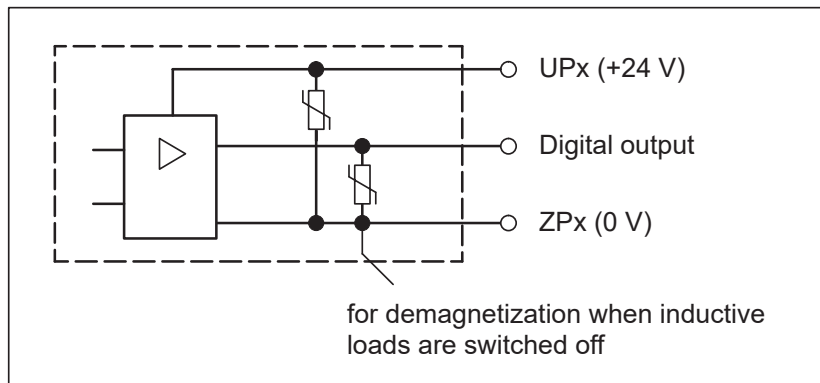 UPx (+24 V)
Digital output
ZPx (0 V)
for demagnetization when inductive
loads are switched off